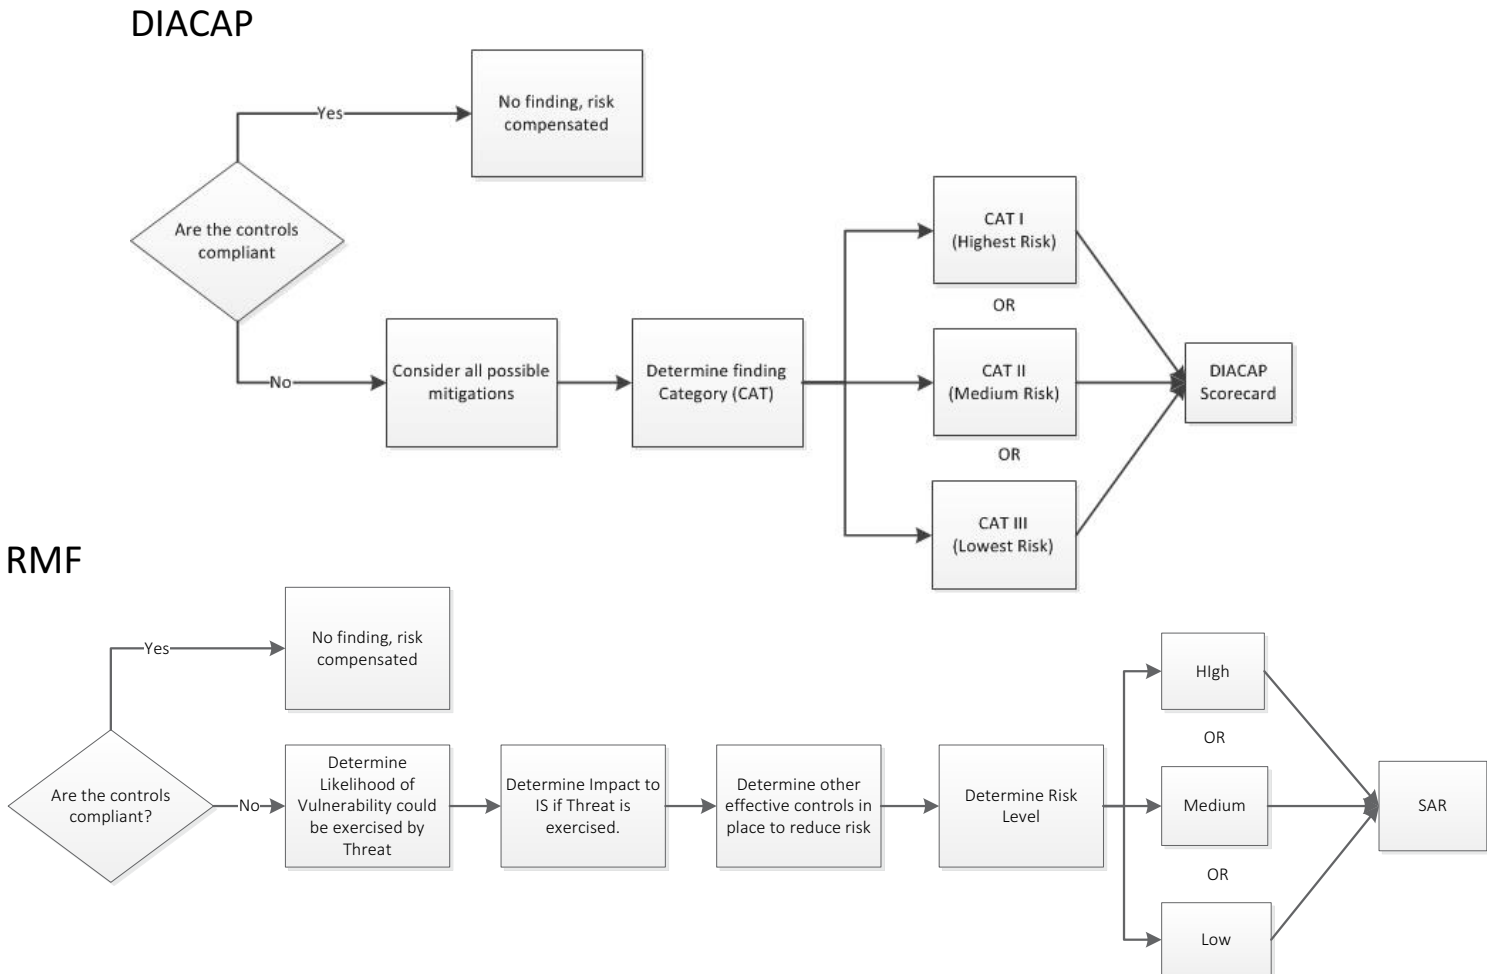 DIACAP
Yes
No finding, risk
compensated
Are the controls
compliant
No
Consider all possible
mitigations
Determine finding
Category (CAT)
CAT I
(Highest Risk)
OR
CAT II
(Medium Risk)
OR
CAT III
(Lowest Risk)
DIACAP
Scorecard
RMF
Yes
No finding, risk
compensated
Are the controls
compliant?
No
Determine
Likelihood of
Vulnerability could
be exercised by
Threat
Determine Impact to
IS if Threat is
exercised.
Determine other
effective controls in
place to reduce risk
Determine Risk
Level
HIgh
OR
Medium
OR
Low
SAR